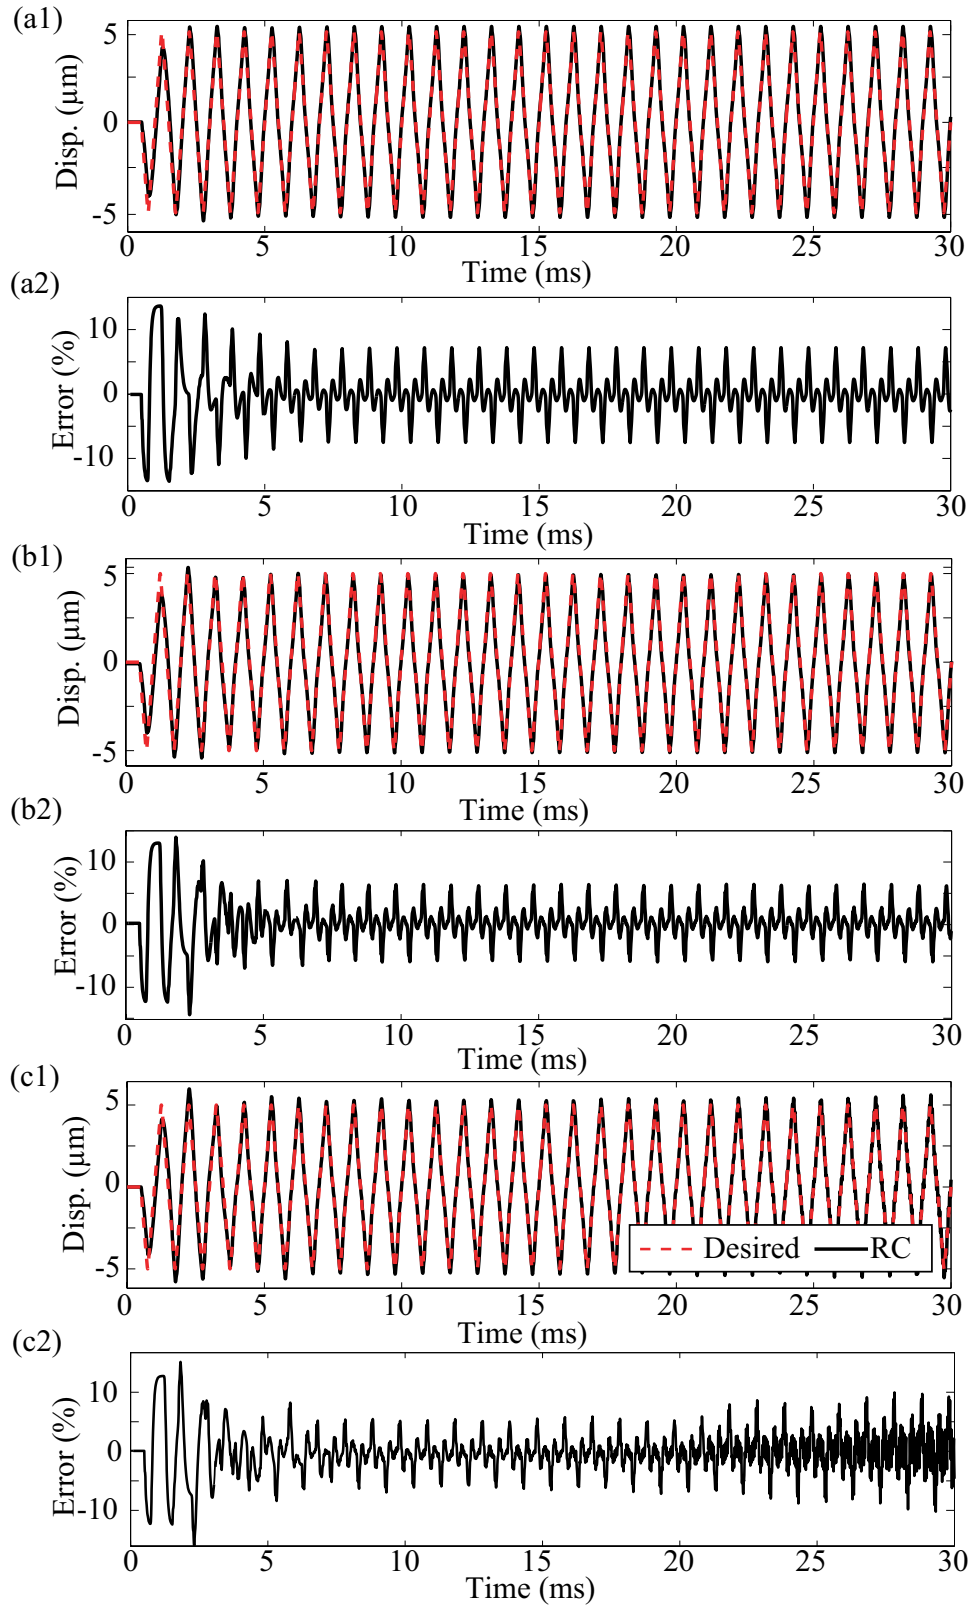 (a1)
5
0
-5
Disp. (μm)
0 5 10 15 20 25 30
Time (ms)
(a2)
10
0
-10
Error (%)
0 5 10 15 20 25 30
Time (ms)
(b1)
5
0
-5
Disp. (μm)
0 5 10 15 20 25 30
Time (ms)
(b2)
10
0
-10
Error (%)
0 5 10 15 20 25 30
Time (ms)
(c1)
5
0
-5
Disp. (μm)
Desired RC
0 5 10 15 20 25 30
Time (ms)
(c2)
10
0
-10
Error (%)
0 5 10 15 20 25 30
Time (ms)